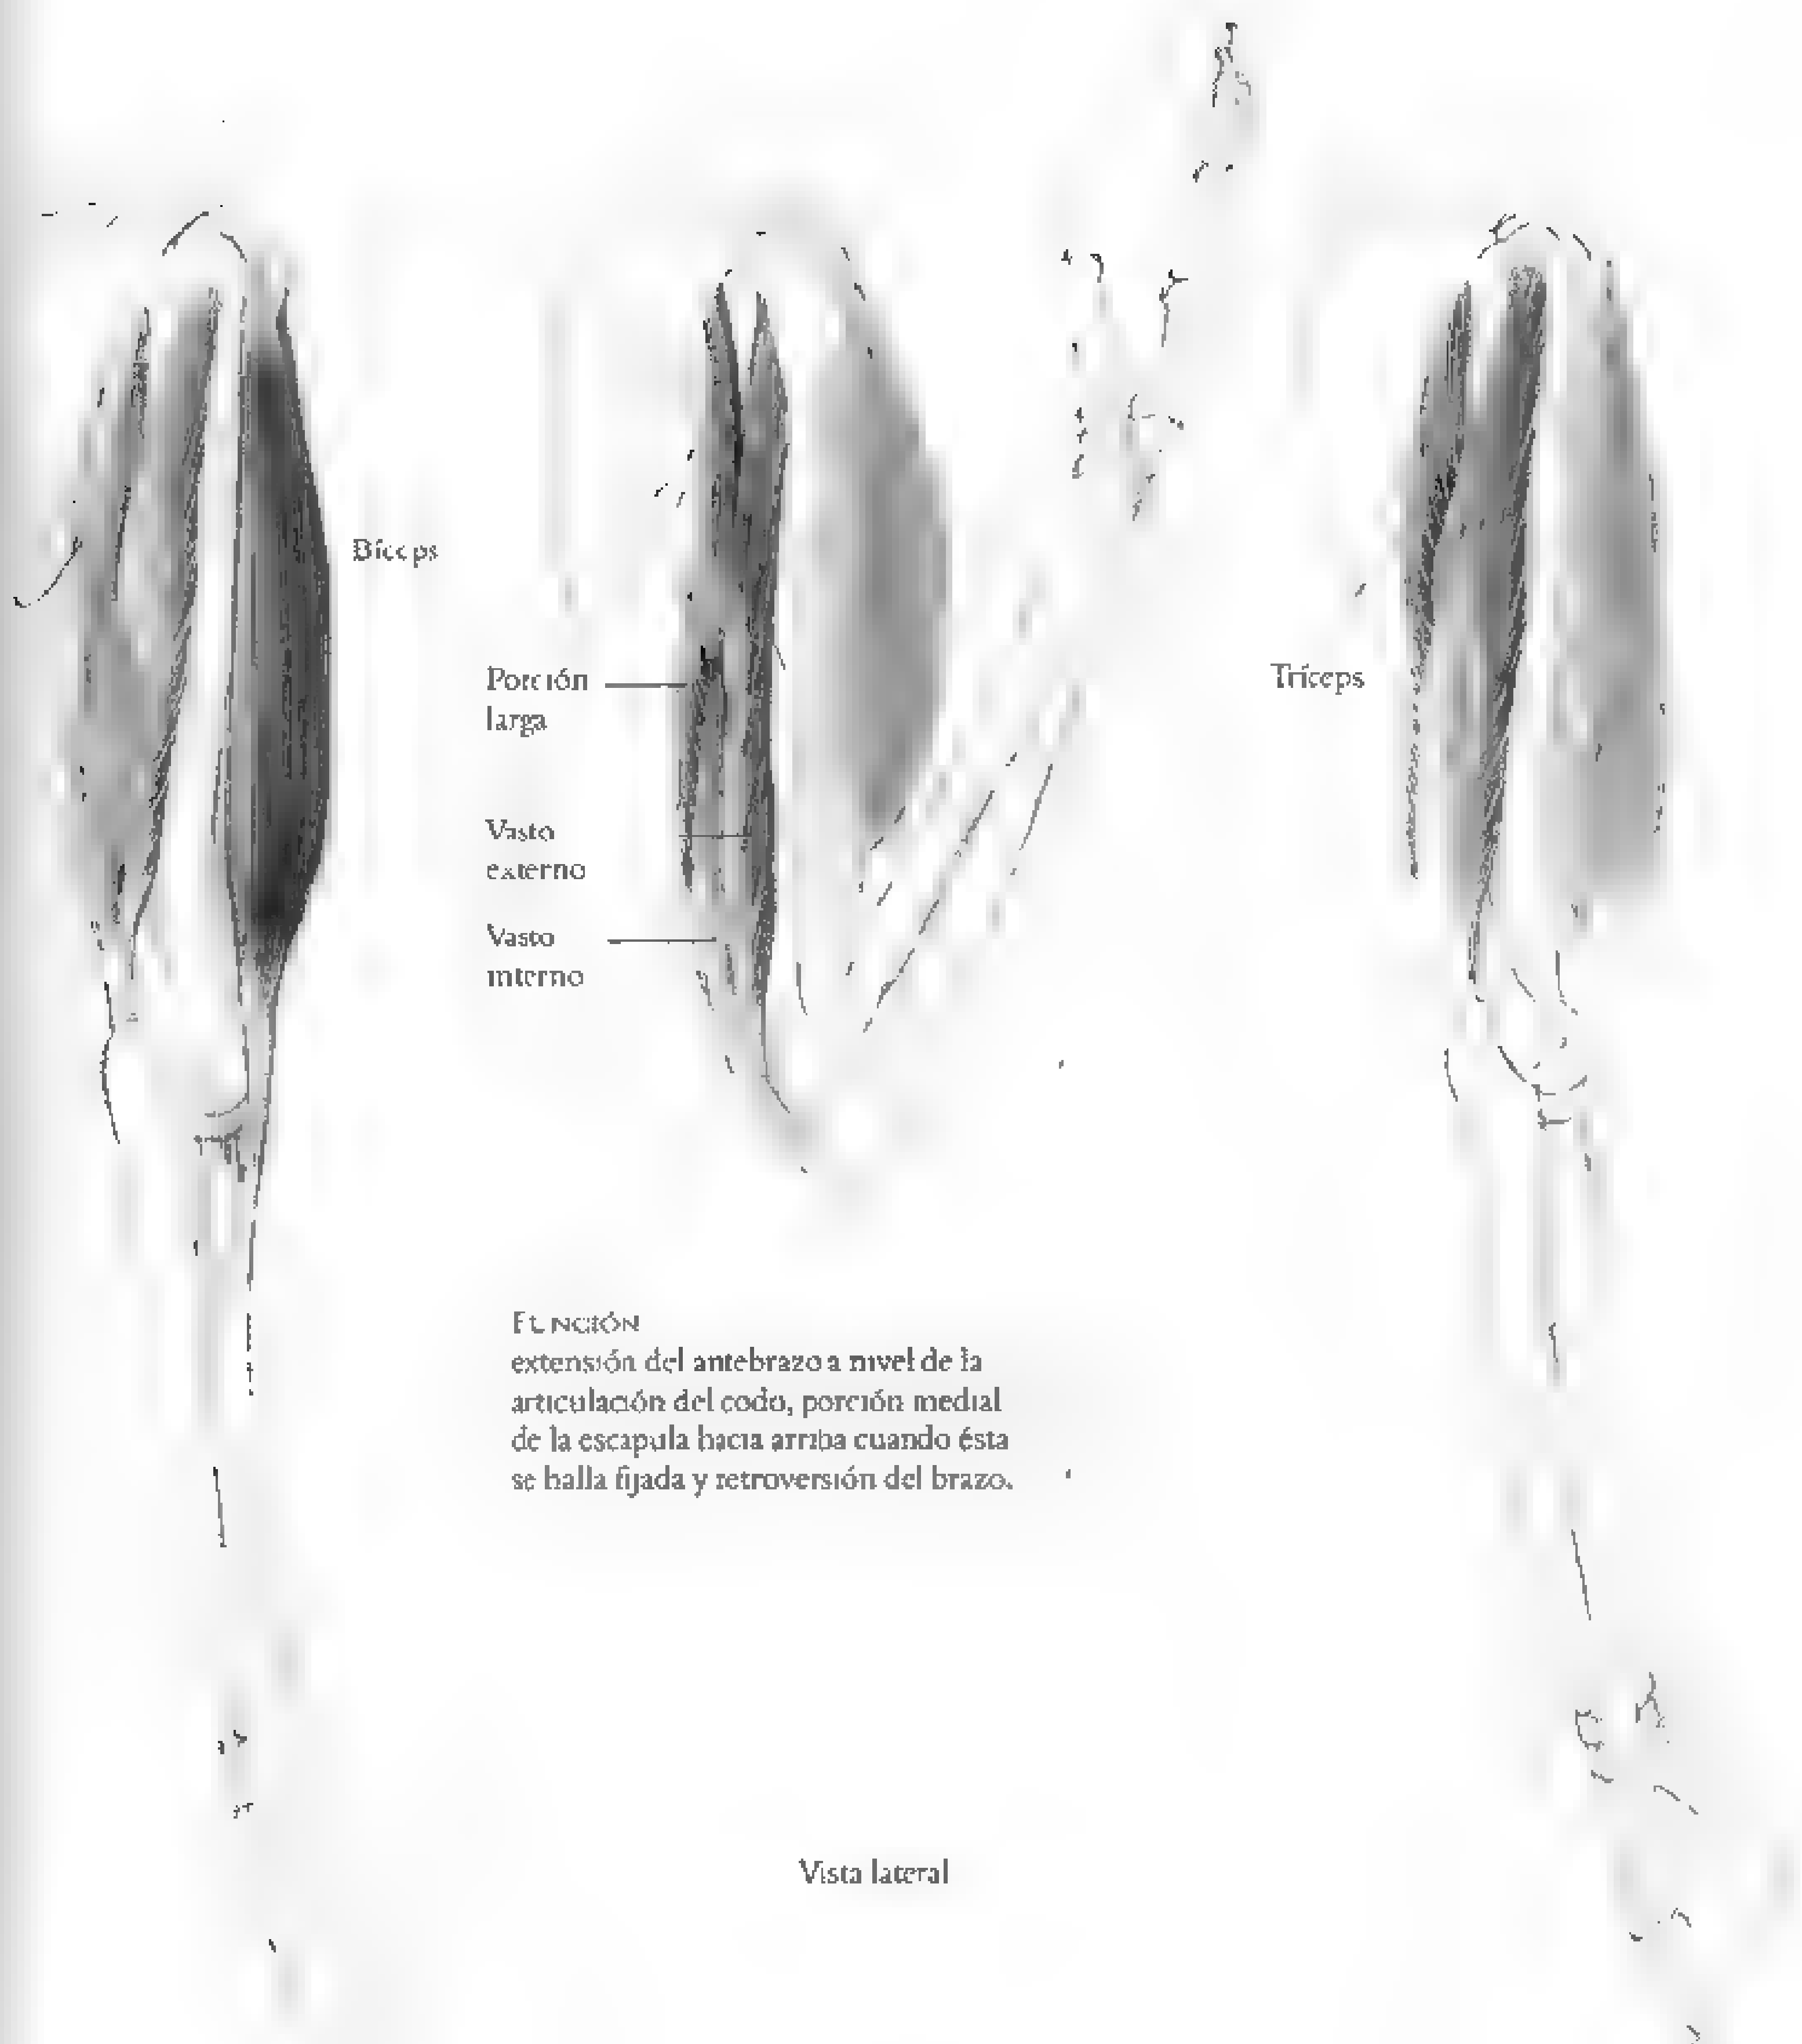 Bíceps
Porción
larga
Vasto
externo
Vasto
interno
Tríceps
FUNCIÓN
extensión del antebrazo a nivel de la
articulación del codo, porción medial
de la escapula hacia arriba cuando ésta
se halla fijada y retroversión del brazo.
Vista lateral